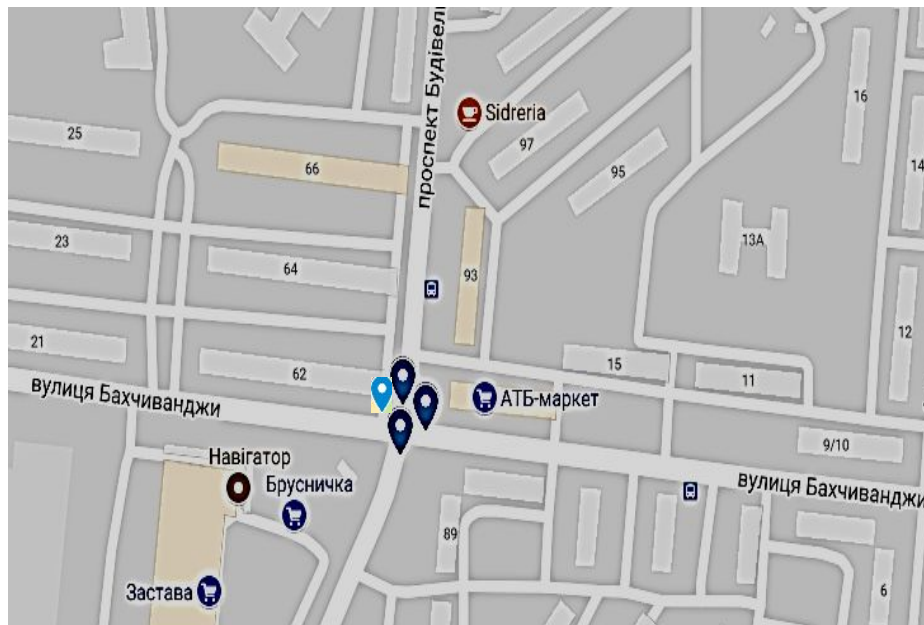 проспект Будівел
Sidreria
16
25
97
14
66
95
23
13А
64
93
12
21
15
62
11
вулиця Бахчиванджи
АТБ-маркет
9/10
Навігатор
Брусничка
вулиця Бахчиванджи
89
Застава
6